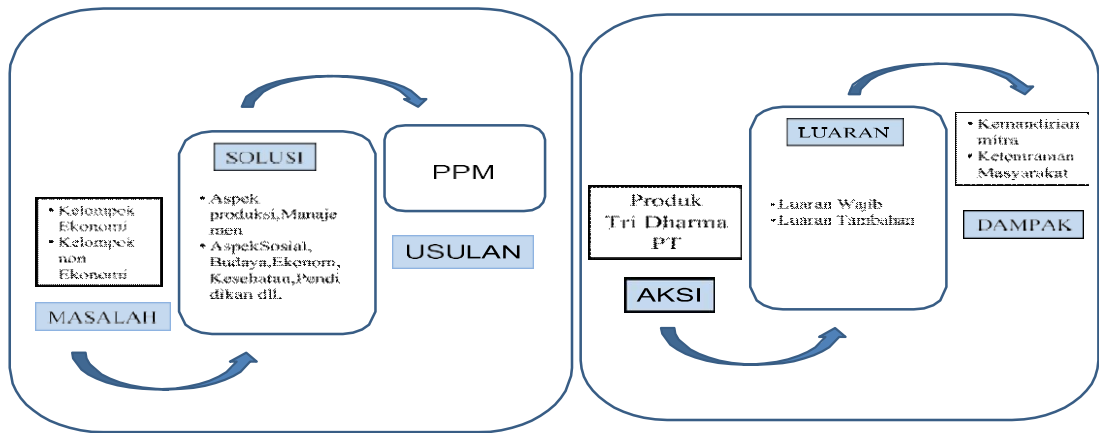 • Kelompok
Ekonomi
• Kelompok
non
Ekonomi
MASALAH
SOLUSI
• Aspek
produksi,Manaje
men
• AspekSosial,
Budaya,Ekonom,
Kesehatan,Pendi
dikan dll.
PPM
USULAN
Produk
Tri Dharma
PT
AKSI
LUARAN
• Luaran Wajib
• Luaran Tambahan
• Kemandirian
mitra
• Ketentraman
Masyarakat
DAMPAK